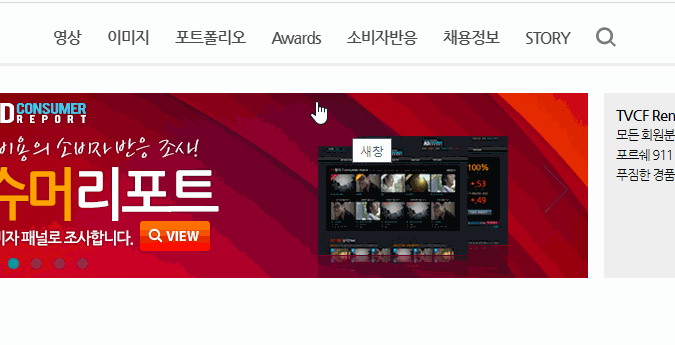 영상 이미지 포트폴리오 Awards 소비자반응 채용정보 STORY
D CONSUMER
REPORT
비용의 소비자 반응 조사!
수머리포트
비자 패널로 조사합니다.
VIEW
새창
100%
.53
.49
TVCF Ren
모든 회원분
포르쉐 911
푸짐한 경품